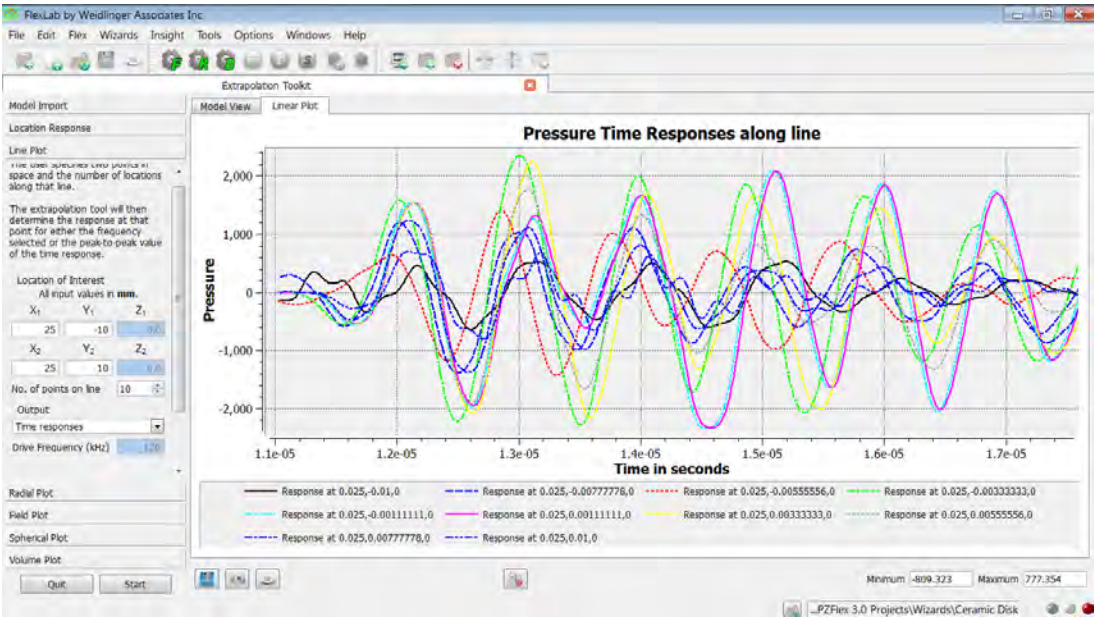 FlexLab by Weidlinger Associates Inc
File Edit Flex Wizards Insight Tools Options Windows Help
Extrapolation Toolkit
Model Import
Model View Linear Plot
Location Response
Line Plot
The user specifies two points in
space and the number of locations
along that line.
The extrapolation tool will then
determine the response at that
point for either the frequency
selected or the peak-to-peak value
of the time response.
Location of Interest
All input values in mm.
X1 Y1 Z1
25 -10 0.0
X2 Y2 Z2
25 10 0.0
No. of points on line 10
Output
Time responses
Drive Frequency (kHz) 120
Radial Plot
Field Plot
Spherical Plot
Volume Plot
Quit Start
Pressure Time Responses along line
Pressure
2,000
1,000
0
-1,000
-2,000
1.1e-05 1.2e-05 1.3e-05 1.4e-05 1.5e-05 1.6e-05 1.7e-05
Time in seconds
Response at 0.025,-0.01,0 Response at 0.025,-0.00777778,0 Response at 0.025,-0.00555556,0 Response at 0.025,-0.00333333,0
Response at 0.025,-0.00111111,0 Response at 0.025,0.00111111,0 Response at 0.025,0.00333333,0 Response at 0.025,0.00555556,0
Response at 0.025,0.00777778,0 Response at 0.025,0.01,0
Minimum -809.323 Maximum 777.354
...PZFlex 3.0 Projects\Wizards\Ceramic Disk